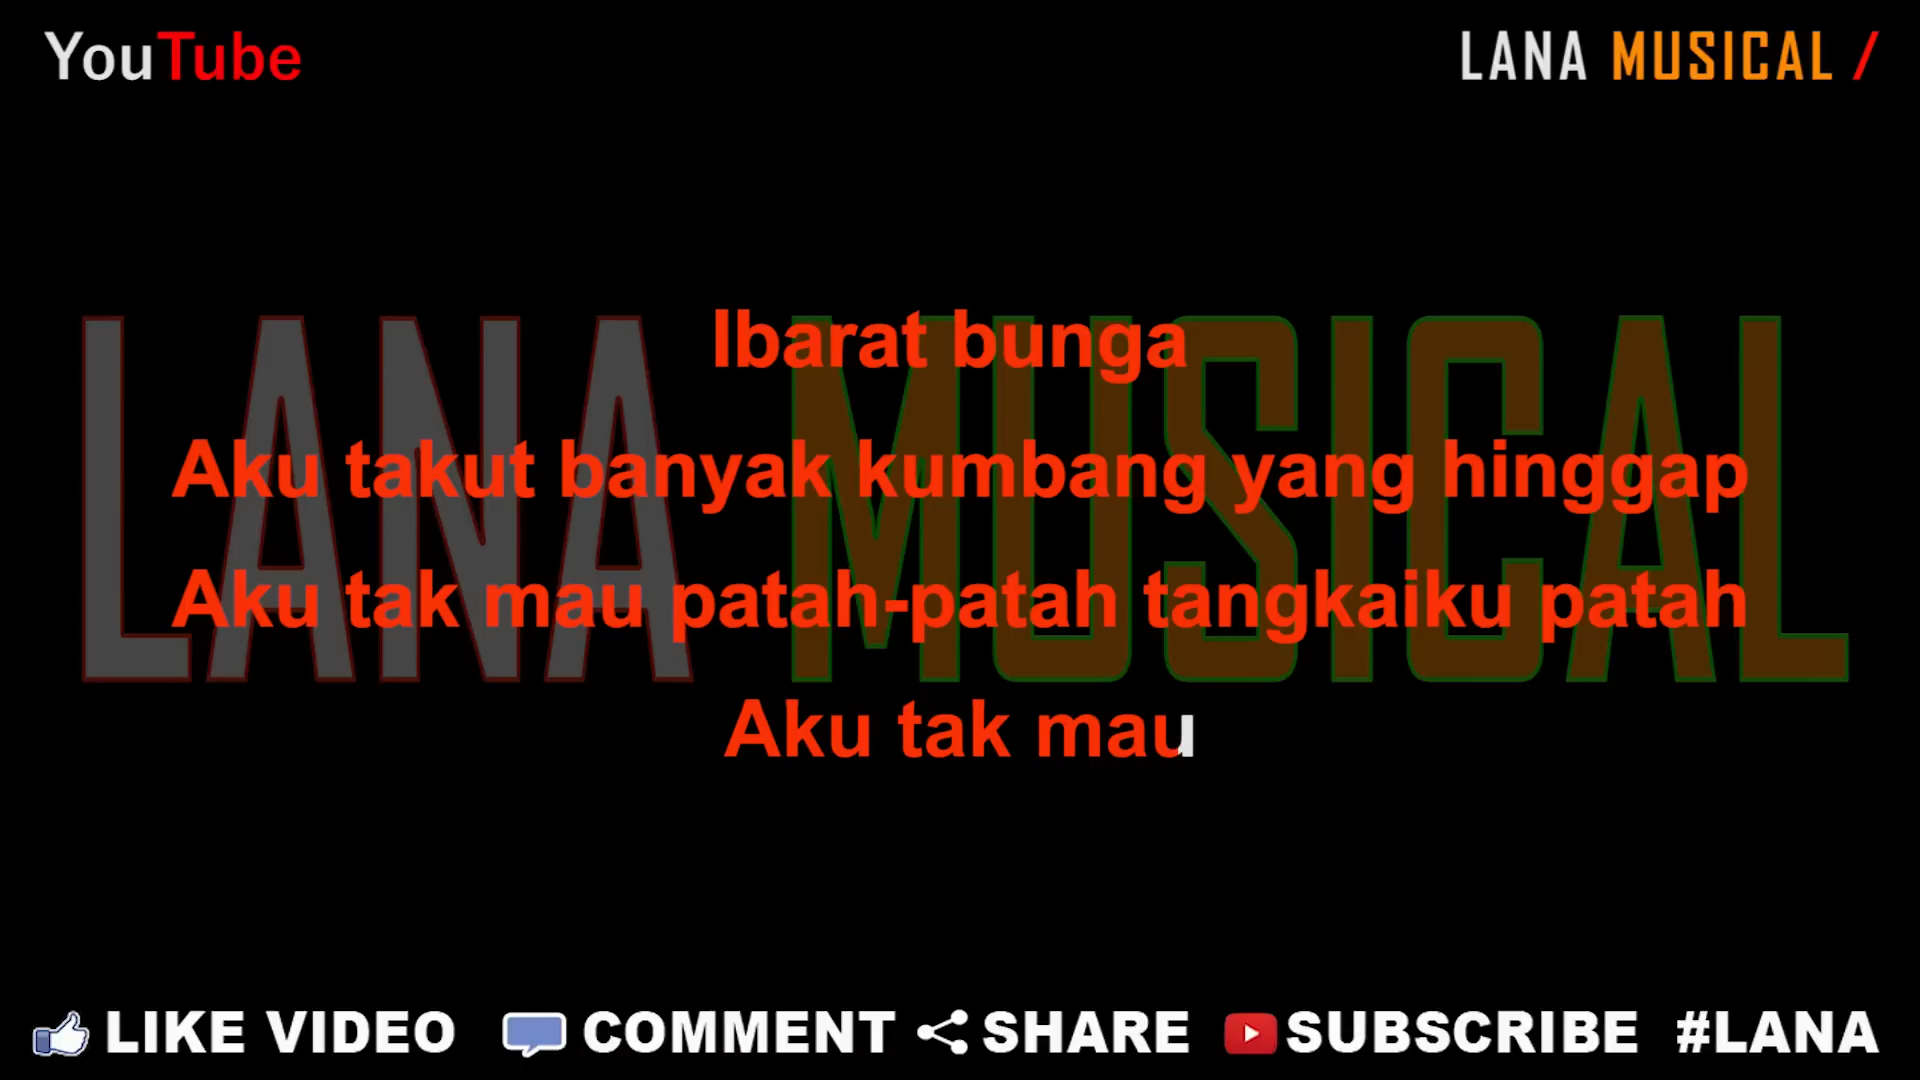 YouTube
LANA MUSICAL /
LANA MUSICAL
Ibarat bunga
Aku takut banyak kumbang yang hinggap
Aku tak mau patah-patah tangkaiku patah
Aku tak mau
LIKE VIDEO COMMENT SHARE SUBSCRIBE #LANA